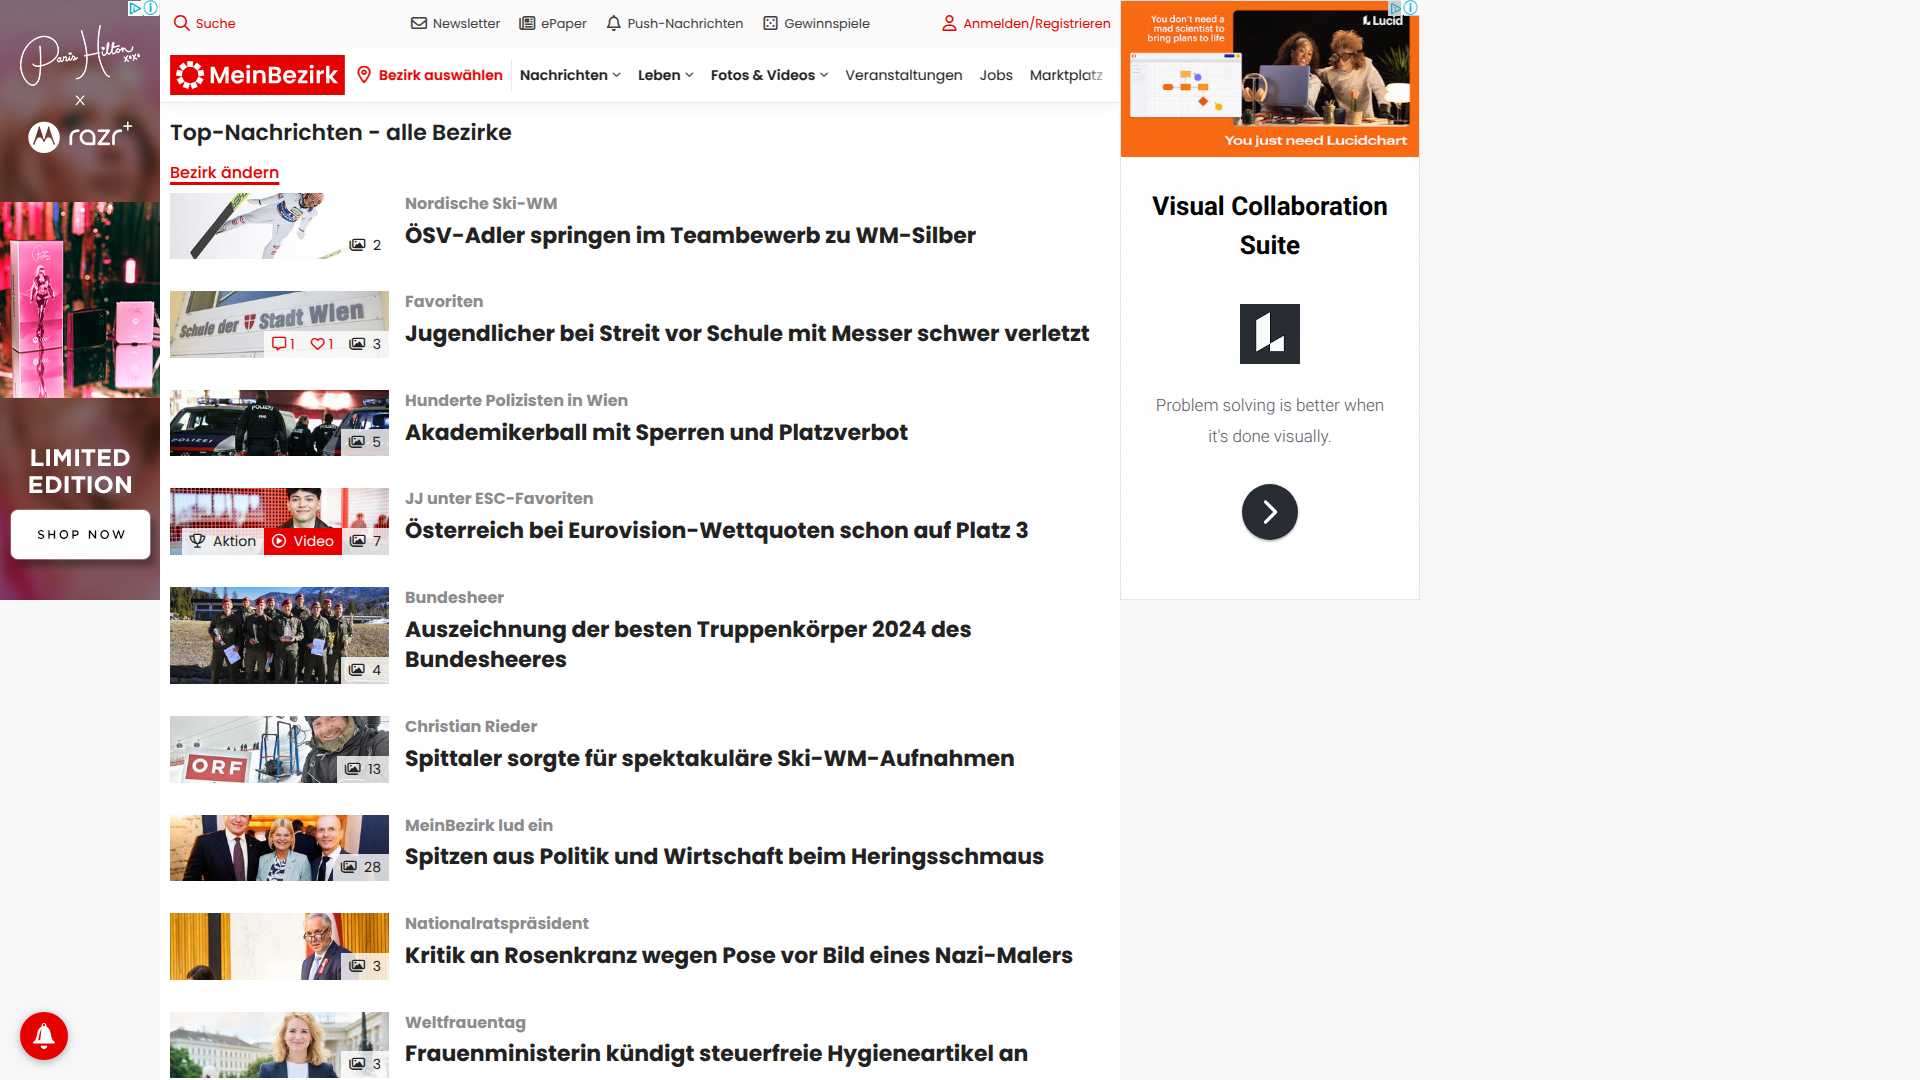 Suche
Newsletter
ePaper
Push-Nachrichten
Gewinnspiele
Anmelden/Registrieren
MeinBezirk
Bezirk auswählen
Nachrichten
Leben
Fotos & Videos
Veranstaltungen
Jobs
Marktplatz
Top-Nachrichten - alle Bezirke
Bezirk ändern
2
Nordische Ski-WM
ÖSV-Adler springen im Teambewerb zu WM-Silber
Schule der Stadt Wien
1
1
3
Favoriten
Jugendlicher bei Streit vor Schule mit Messer schwer verletzt
POLIZEI
5
Hunderte Polizisten in Wien
Akademikerball mit Sperren und Platzverbot
Aktion
Video
7
JJ unter ESC-Favoriten
Österreich bei Eurovision-Wettquoten schon auf Platz 3
4
Bundesheer
Auszeichnung der besten Truppenkörper 2024 des
Bundesheeres
ORF
13
Christian Rieder
Spittaler sorgte für spektakuläre Ski-WM-Aufnahmen
28
MeinBezirk lud ein
Spitzen aus Politik und Wirtschaft beim Heringsschmaus
3
Nationalratspräsident
Kritik an Rosenkranz wegen Pose vor Bild eines Nazi-Malers
3
Weltfrauentag
Frauenministerin kündigt steuerfreie Hygieneartikel an
Paris Hilton
xoxo
x
razr+
LIMITED
EDITION
SHOP NOW
You don't need a
mad scientist to
bring plans to life
Lucid
You just need Lucidchart
Visual Collaboration
Suite
Problem solving is better when
it's done visually.